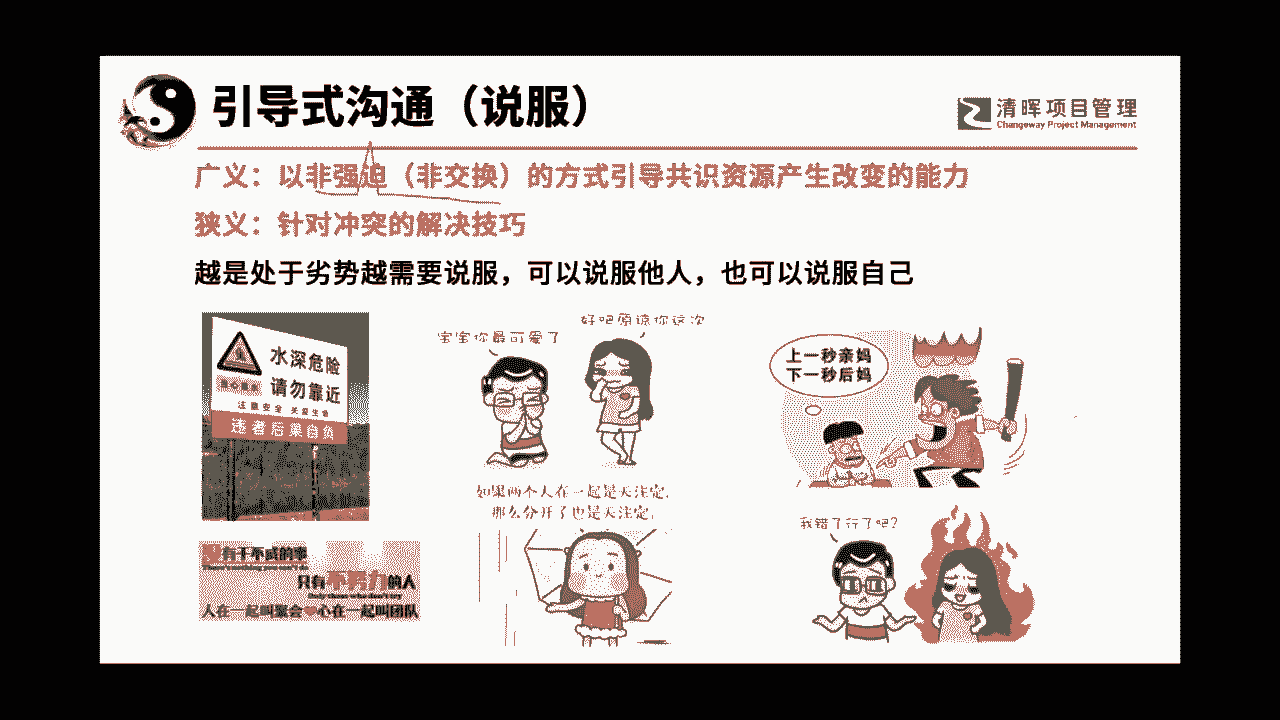 引导式沟通（说服）
清晖项目管理
Changeway Project Management
广义：以非强迫（非交换）的方式引导共识资源产生改变的能力
狭义：针对冲突的解决技巧
越是处于劣势越需要说服，可以说服他人，也可以说服自己
水深危险
请勿靠近
注意安全 关爱生命
违者后果自负
宝宝你最可爱了
好吧原谅你这次
上一秒亲妈
下一秒后妈
没有干不成的事
只有不努力的人
人在一起叫聚会 心在一起叫团队
如果两个人在一起是天注定，
那么分开了也是天注定。
我错了行了吧？